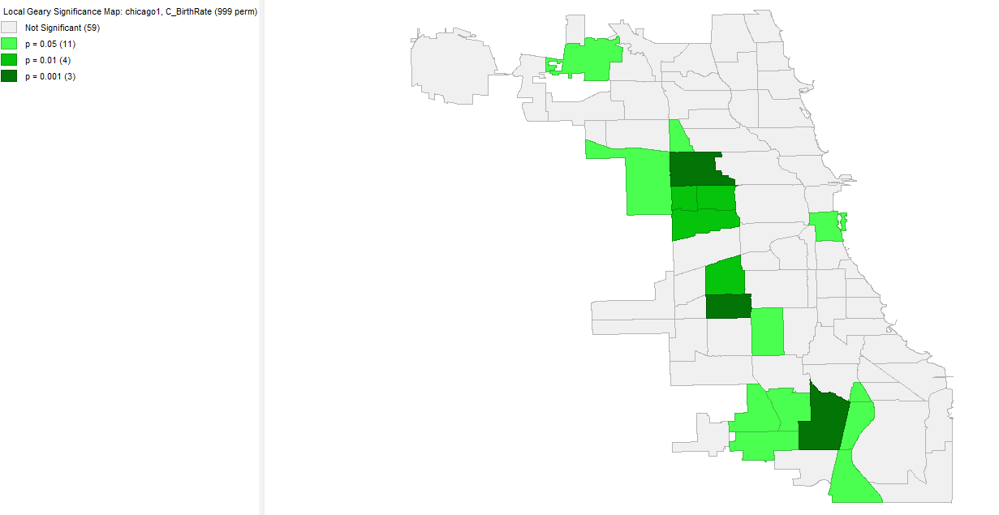 Local Geary Significance Map: chicago1, C_BirthRate (999 perm)
Not Significant (59)
p = 0.05 (11)
p = 0.01 (4)
p = 0.001 (3)